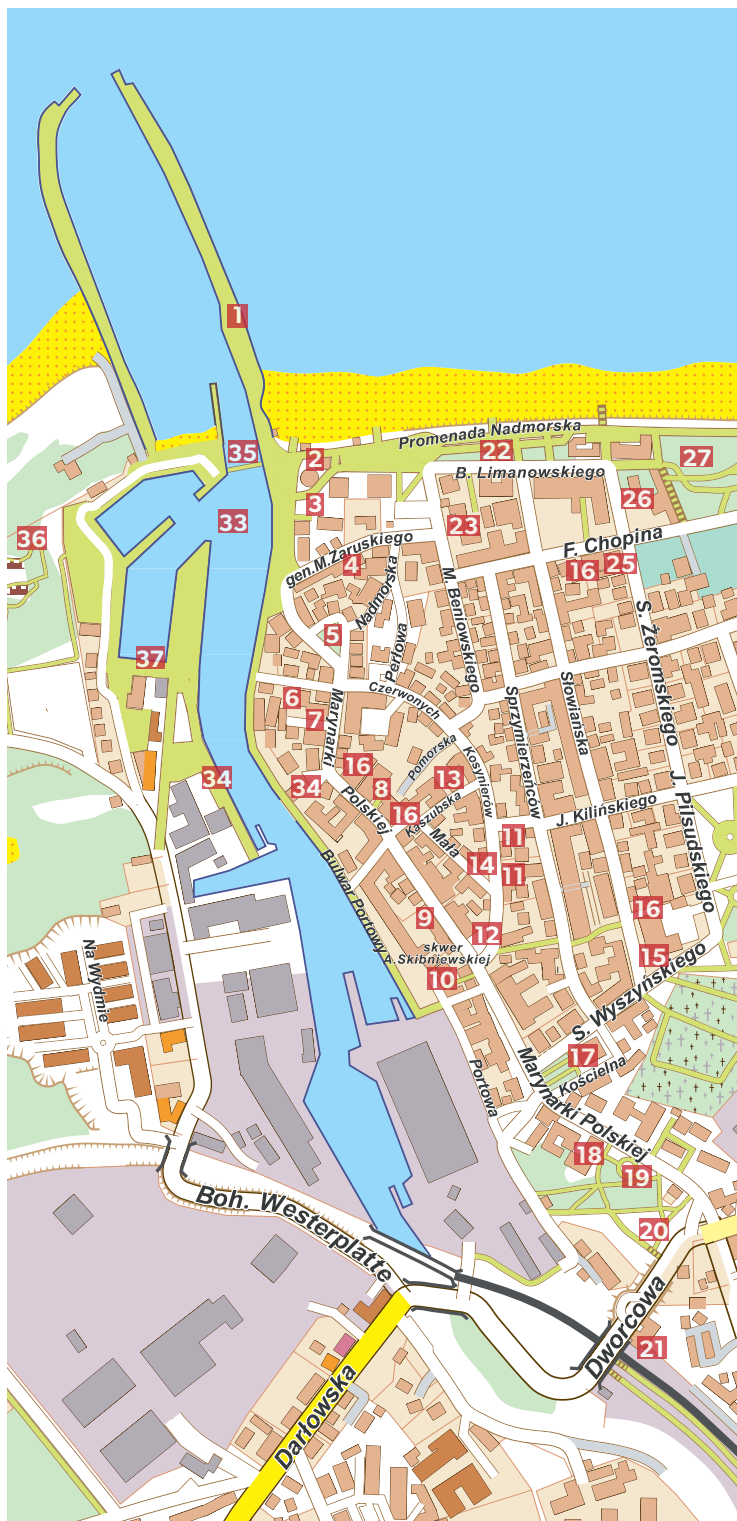 1
Promenada Nadmorska
35
2
22
27
B. Limanowskiego
3
26
33
23
36
gen.M.Zaruskiego
F. Chopina
4
16
25
Nadmorska
M. Beniowskiego
5
Perłowa
S. Żeromskiego
37
6
Czerwonych
Słowiańska
7
Marynarki
Sprzymierzeńców
Pomorska
Kosynierów
16
34
34
8
13
J. Piłsudskiego
Polskiej
16
Kaszubska
J. Kilińskiego
11
Mała
14
11
Bulwar Portowy
9
16
12
skwer
A.Skibniewskiej
15
Na Wydmie
10
S. Wyszyńskiego
17
Kościelna
Portowa
Marynarki Polskiej
18
19
Boh. Westerplatte
20
Dworcowa
21
Darłowska